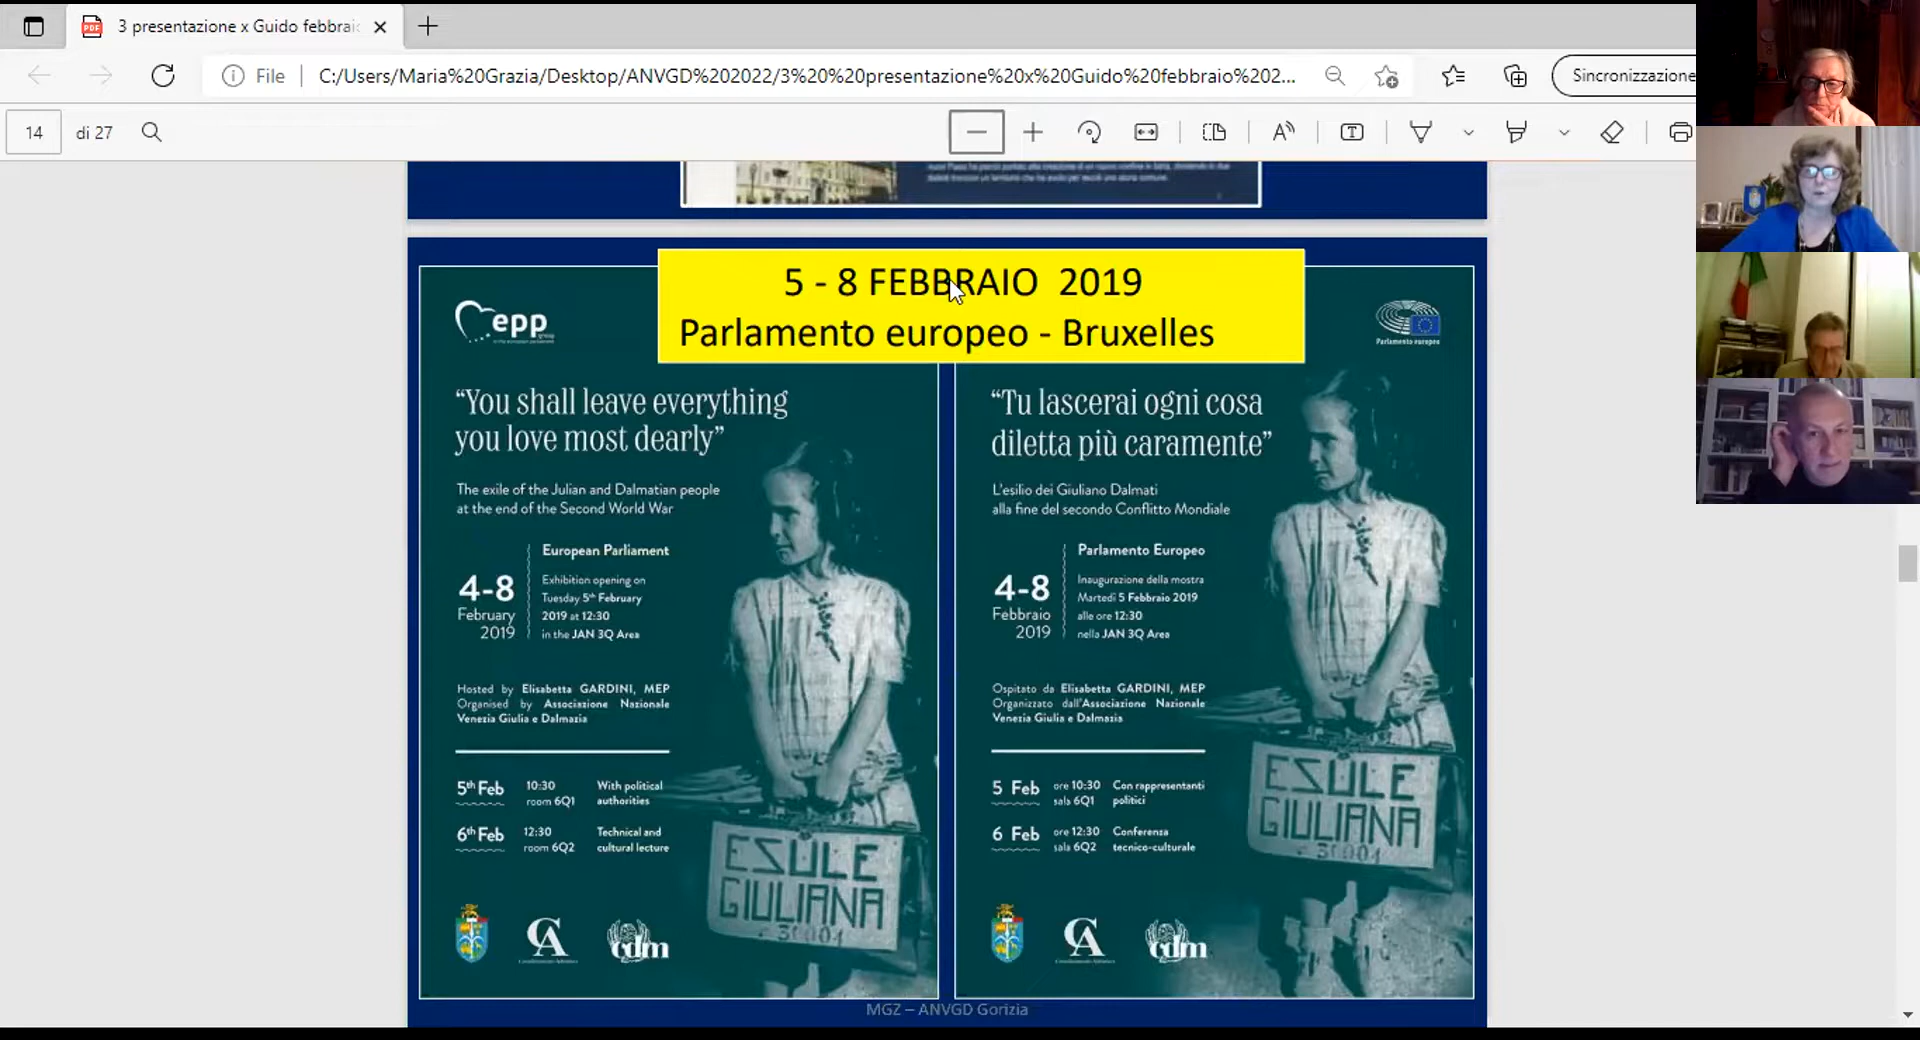 3 presentazione x Guido febbrai
File
C:/Users/Maria%20Grazia/Desktop/ANVGD%202022/3%20%20presentazione%20x%20Guido%20febbraio%202...
Sincronizzazione
14 di 27
5 - 8 FEBBRAIO 2019
Parlamento europeo - Bruxelles
epp
group
“You shall leave everything
you love most dearly”
The exile of the Julian and Dalmatian people
at the end of the Second World War
4-8
February
2019
European Parliament
Exhibition opening on
Tuesday 5th February
2019 at 12:30
in the JAN 3Q Area
Hosted by Elisabetta GARDINI, MEP
Organised by Associazione Nazionale
Venezia Giulia e Dalmazia
5th Feb
10:30
room 6Q1
With political
authorities
6th Feb
12:30
room 6Q2
Technical and
cultural lecture
CA
cdm
ESULE
GIULIANA
30001
Parlamento europeo
“Tu lascerai ogni cosa
diletta più caramente”
L'esilio dei Giuliano Dalmati
alla fine del secondo Conflitto Mondiale
4-8
Febbraio
2019
Parlamento Europeo
Inaugurazione della mostra
Martedì 5 Febbraio 2019
alle ore 12:30
nella JAN 3Q Area
Ospitato da Elisabetta GARDINI, MEP
Organizzato dall'Associazione Nazionale
Venezia Giulia e Dalmazia
5 Feb
ore 10:30
sala 6Q1
Con rappresentanti
politici
6 Feb
ore 12:30
sala 6Q2
Conferenza
tecnico-culturale
CA
cdm
ESULE
GIULIANA
30001
MGZ – ANVGD Gorizia